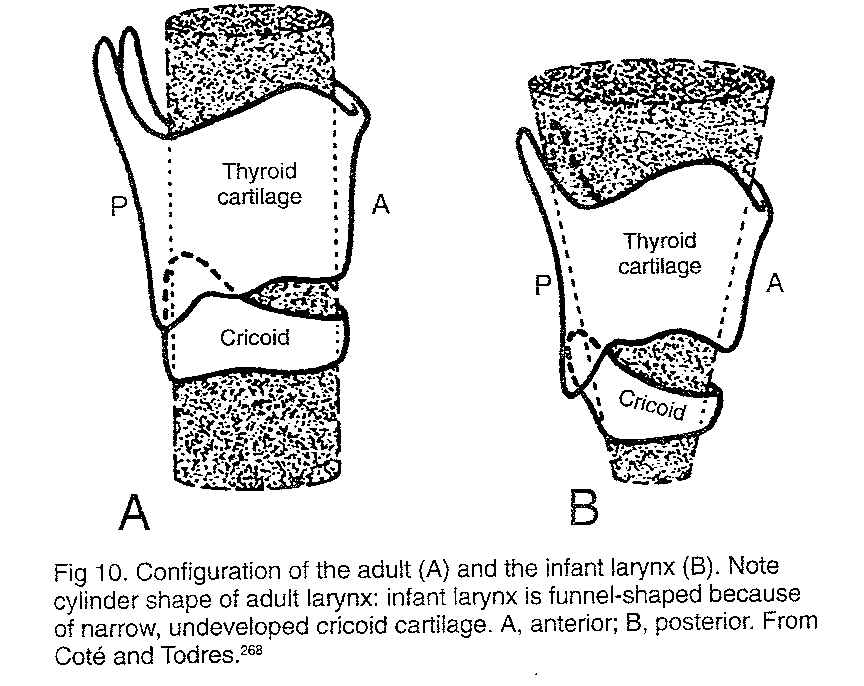 Thyroid
cartilage
P
A
Cricoid
A
Thyroid
cartilage
P
A
Cricoid
B
Fig 10. Configuration of the adult (A) and the infant larynx (B). Note
cylinder shape of adult larynx: infant larynx is funnel-shaped because
of narrow, undeveloped cricoid cartilage. A, anterior; B, posterior. From
Coté and Todres.²⁶⁸